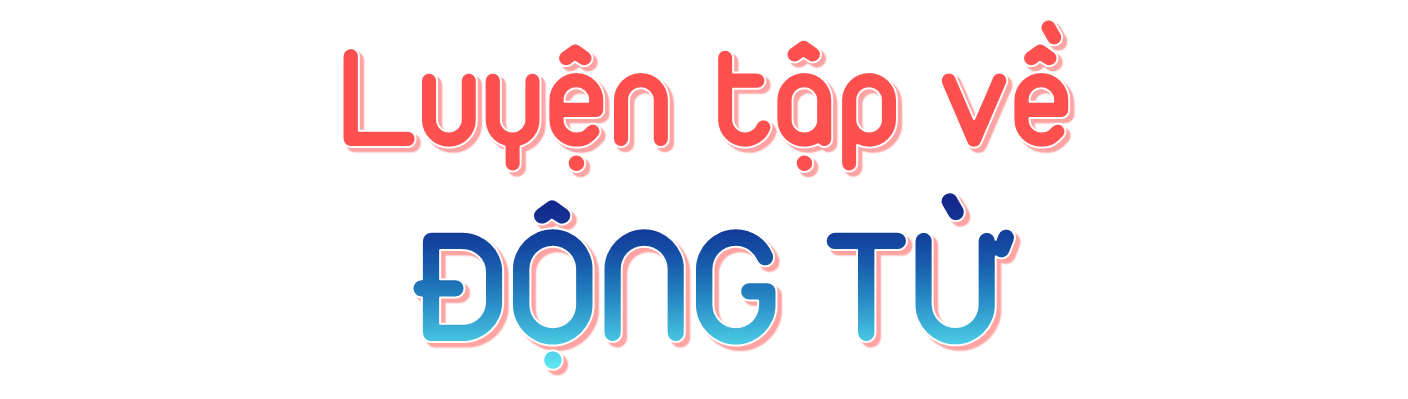 Luyện tập về
ĐỘNG TỪ